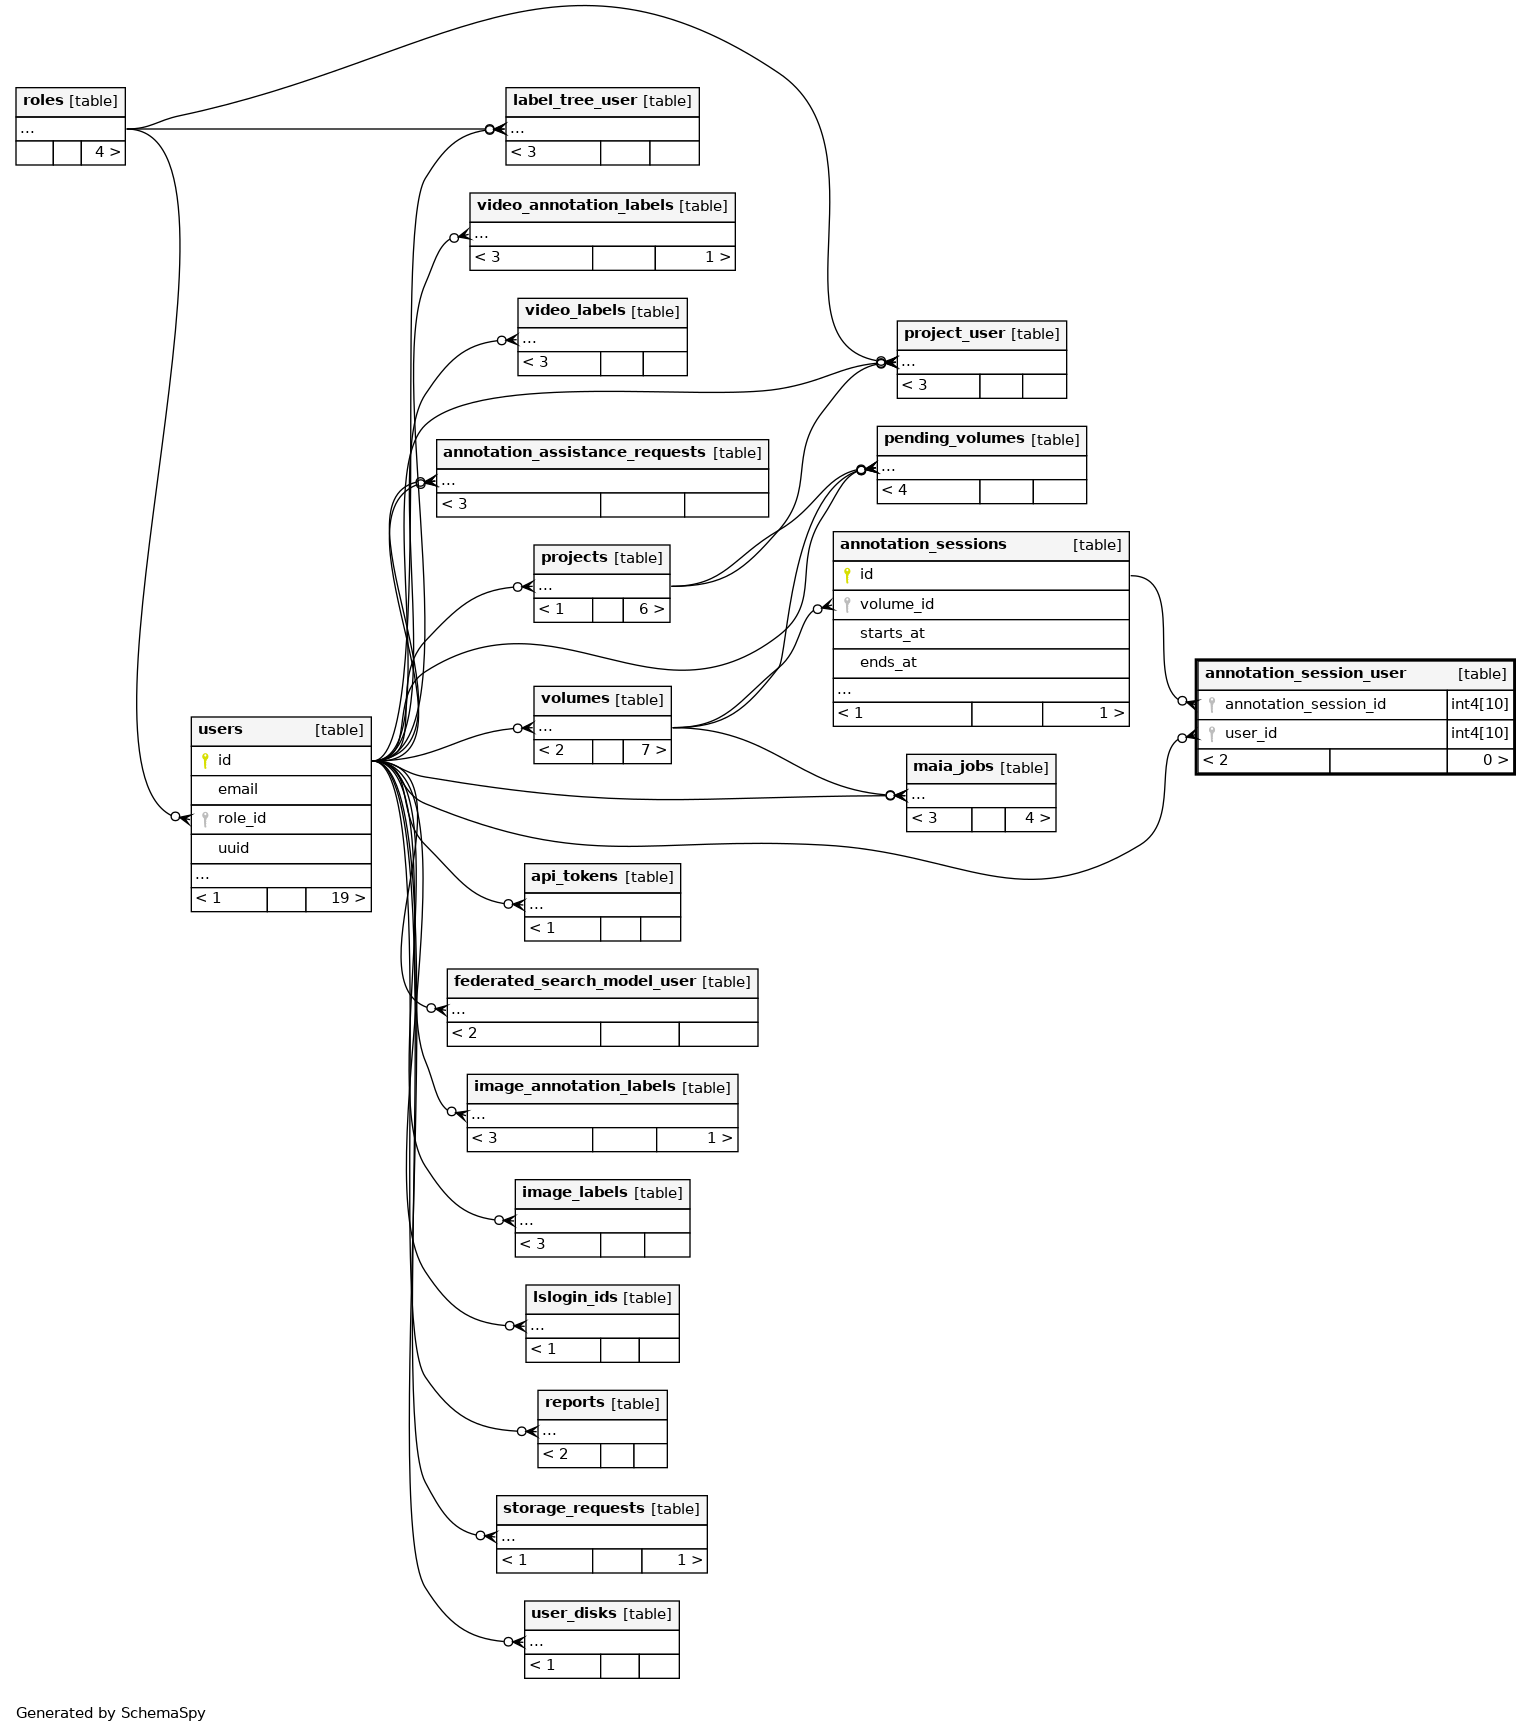 roles [table]
...
4 >
label_tree_user [table]
...
< 3
video_annotation_labels [table]
...
< 3 1 >
video_labels [table]
...
< 3
project_user [table]
...
< 3
annotation_assistance_requests [table]
...
< 3
pending_volumes [table]
...
< 4
projects [table]
...
< 1 6 >
annotation_sessions [table]
id
volume_id
starts_at
ends_at
...
< 1 1 >
annotation_session_user [table]
annotation_session_id int4[10]
user_id int4[10]
< 2 0 >
volumes [table]
...
< 2 7 >
users [table]
id
email
role_id
uuid
...
< 1 19 >
maia_jobs [table]
...
< 3 4 >
api_tokens [table]
...
< 1
federated_search_model_user [table]
...
< 2
image_annotation_labels [table]
...
< 3 1 >
image_labels [table]
...
< 3
lslogin_ids [table]
...
< 1
reports [table]
...
< 2
storage_requests [table]
...
< 1 1 >
user_disks [table]
...
< 1
Generated by SchemaSpy